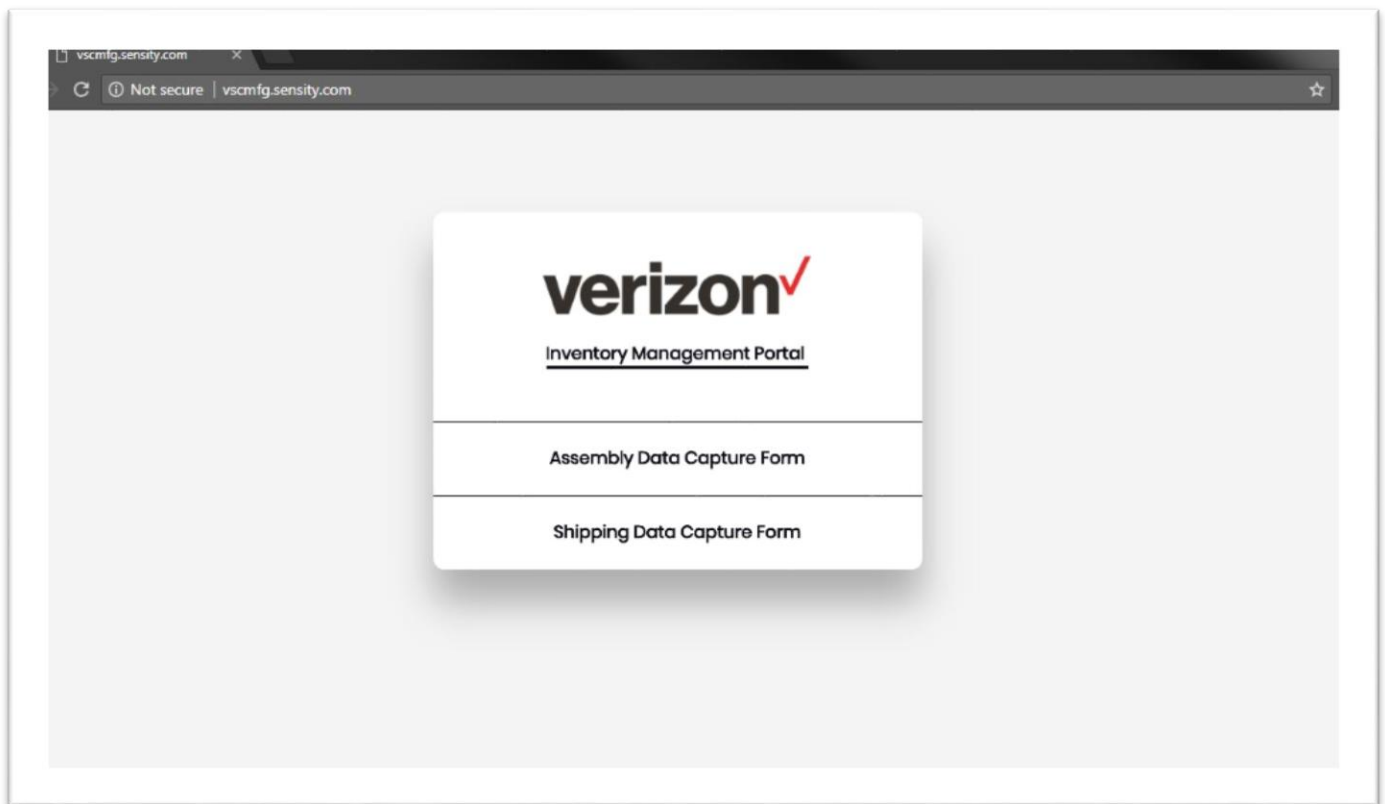 vscmfg.sensity.com
Not secure | vscmfg.sensity.com
verizon
Inventory Management Portal
Assembly Data Capture Form
Shipping Data Capture Form